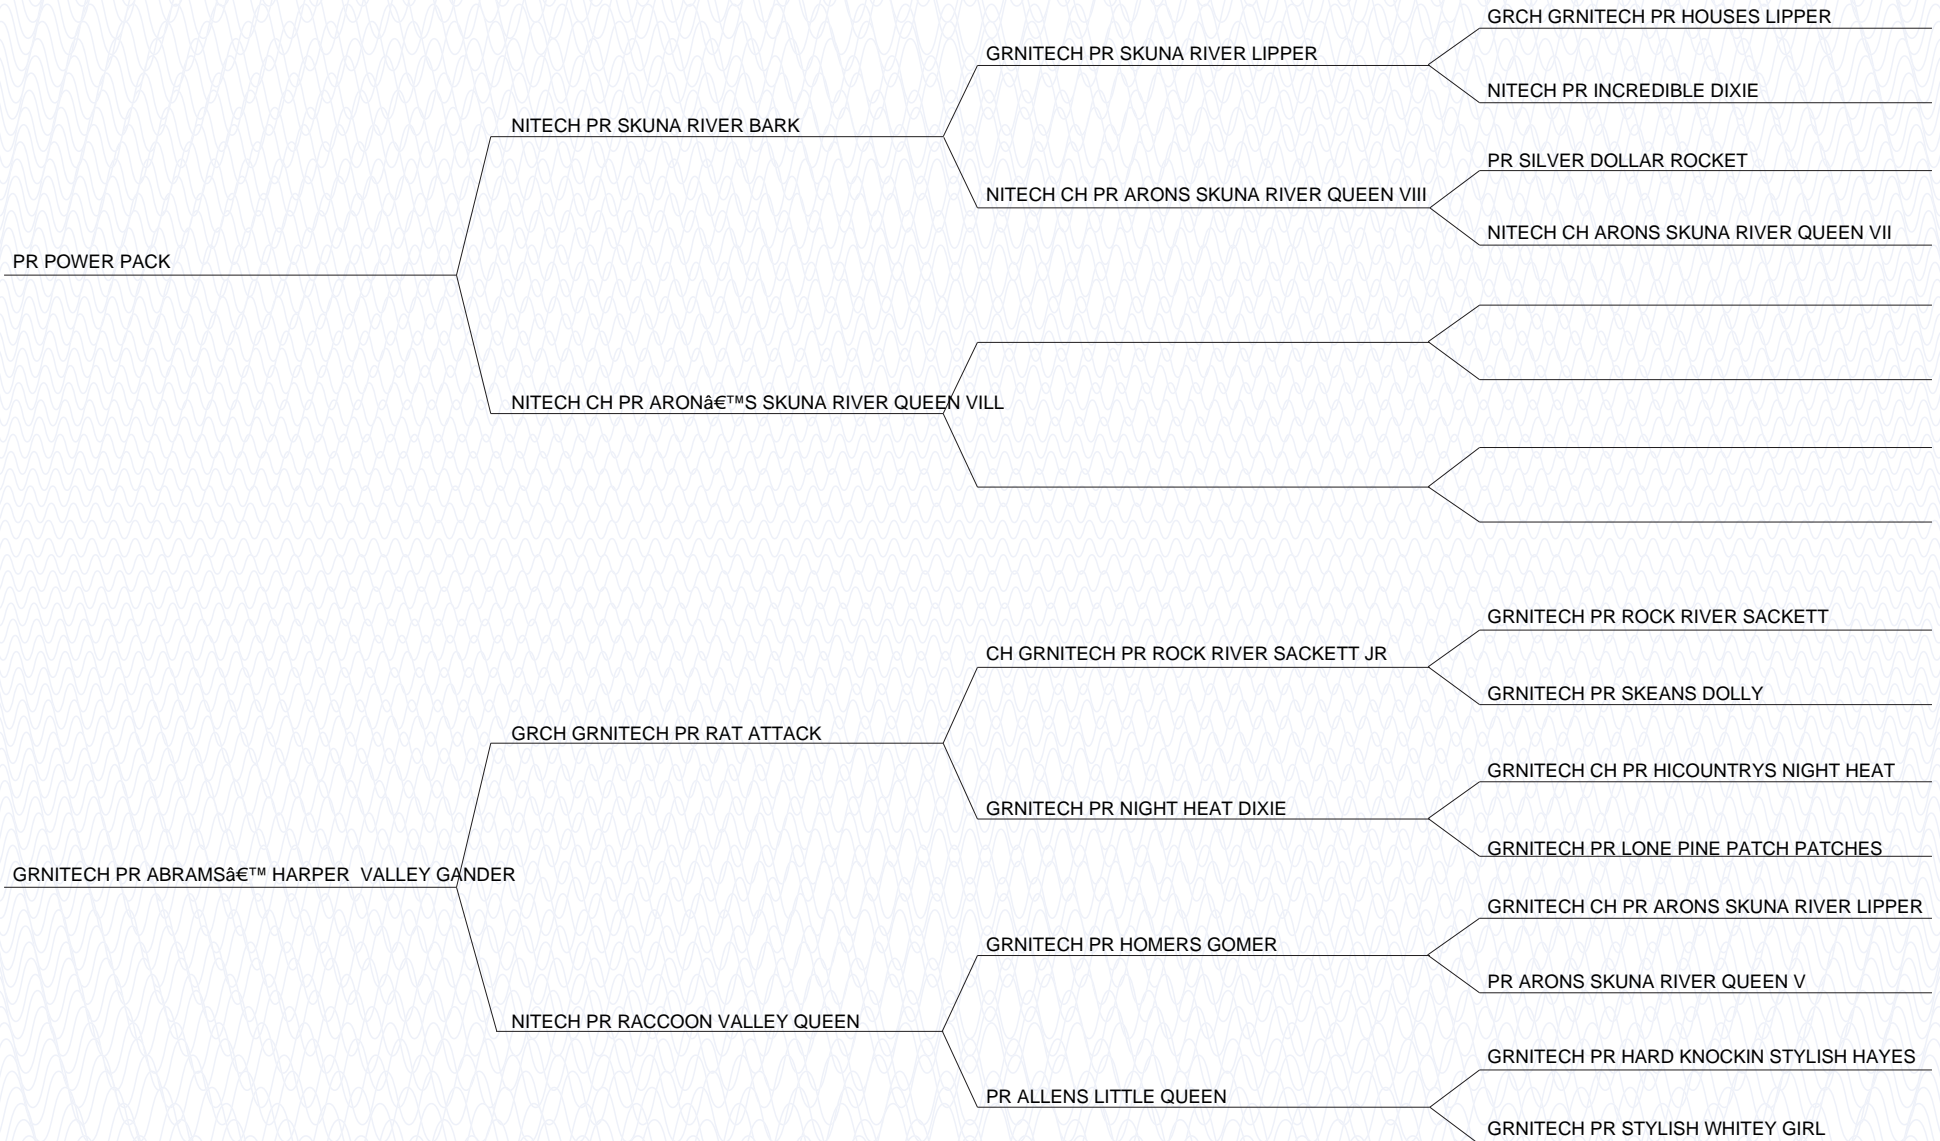 GRCH GRNITECH PR HOUSES LIPPER
GRNITECH PR SKUNA RIVER LIPPER
NITECH PR INCREDIBLE DIXIE
NITECH PR SKUNA RIVER BARK
PR SILVER DOLLAR ROCKET
NITECH CH PR ARONS SKUNA RIVER QUEEN VIII
NITECH CH ARONS SKUNA RIVER QUEEN VII
PR POWER PACK
NITECH CH PR ARON’S SKUNA RIVER QUEEN VILL
GRNITECH PR ROCK RIVER SACKETT
CH GRNITECH PR ROCK RIVER SACKETT JR
GRNITECH PR SKEANS DOLLY
GRCH GRNITECH PR RAT ATTACK
GRNITECH CH PR HICOUNTRYS NIGHT HEAT
GRNITECH PR NIGHT HEAT DIXIE
GRNITECH PR LONE PINE PATCH PATCHES
GRNITECH PR ABRAMS’ HARPER  VALLEY GANDER
GRNITECH CH PR ARONS SKUNA RIVER LIPPER
GRNITECH PR HOMERS GOMER
PR ARONS SKUNA RIVER QUEEN V
NITECH PR RACCOON VALLEY QUEEN
GRNITECH PR HARD KNOCKIN STYLISH HAYES
PR ALLENS LITTLE QUEEN
GRNITECH PR STYLISH WHITEY GIRL